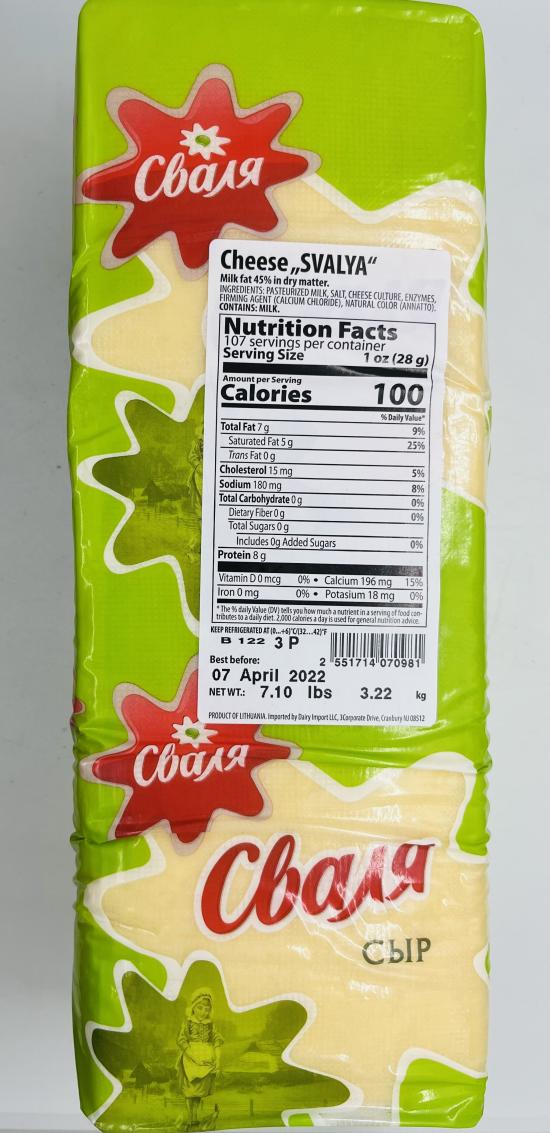 Сваля
Cheese „SVALYA“
Milk fat 45% in dry matter.
INGREDIENTS: PASTEURIZED MILK, SALT, CHEESE CULTURE, ENZYMES,
FIRMING AGENT (CALCIUM CHLORIDE), NATURAL COLOR (ANNATTO).
CONTAINS: MILK.
Nutrition Facts
107 servings per container
Serving Size 1 oz (28 g)
Amount per Serving
Calories 100
% Daily Value*
Total Fat 7 g 9%
Saturated Fat 5 g 25%
Trans Fat 0 g
Cholesterol 15 mg 5%
Sodium 180 mg 8%
Total Carbohydrate 0 g 0%
Dietary Fiber 0 g 0%
Total Sugars 0 g
Includes 0g Added Sugars 0%
Protein 8 g
Vitamin D 0 mcg 0% • Calcium 196 mg 15%
Iron 0 mg 0% • Potasium 18 mg 0%
* The % daily Value (DV) tells you how much a nutrient in a serving of food con-
tributes to a daily diet. 2,000 calories a day is used for general nutrition advice.
KEEP REFRIGERATED AT (0...+6)°C/(32...42)°F
B 122 3 P
Best before: 2 551714 070981
07 April 2022
NET WT.: 7.10 lbs 3.22 kg
PRODUCT OF LITHUANIA. Imported by Dairy Import LLC, 3Corporate Drive, Cranbury NJ 08512
Сваля
Сваля
СЫР